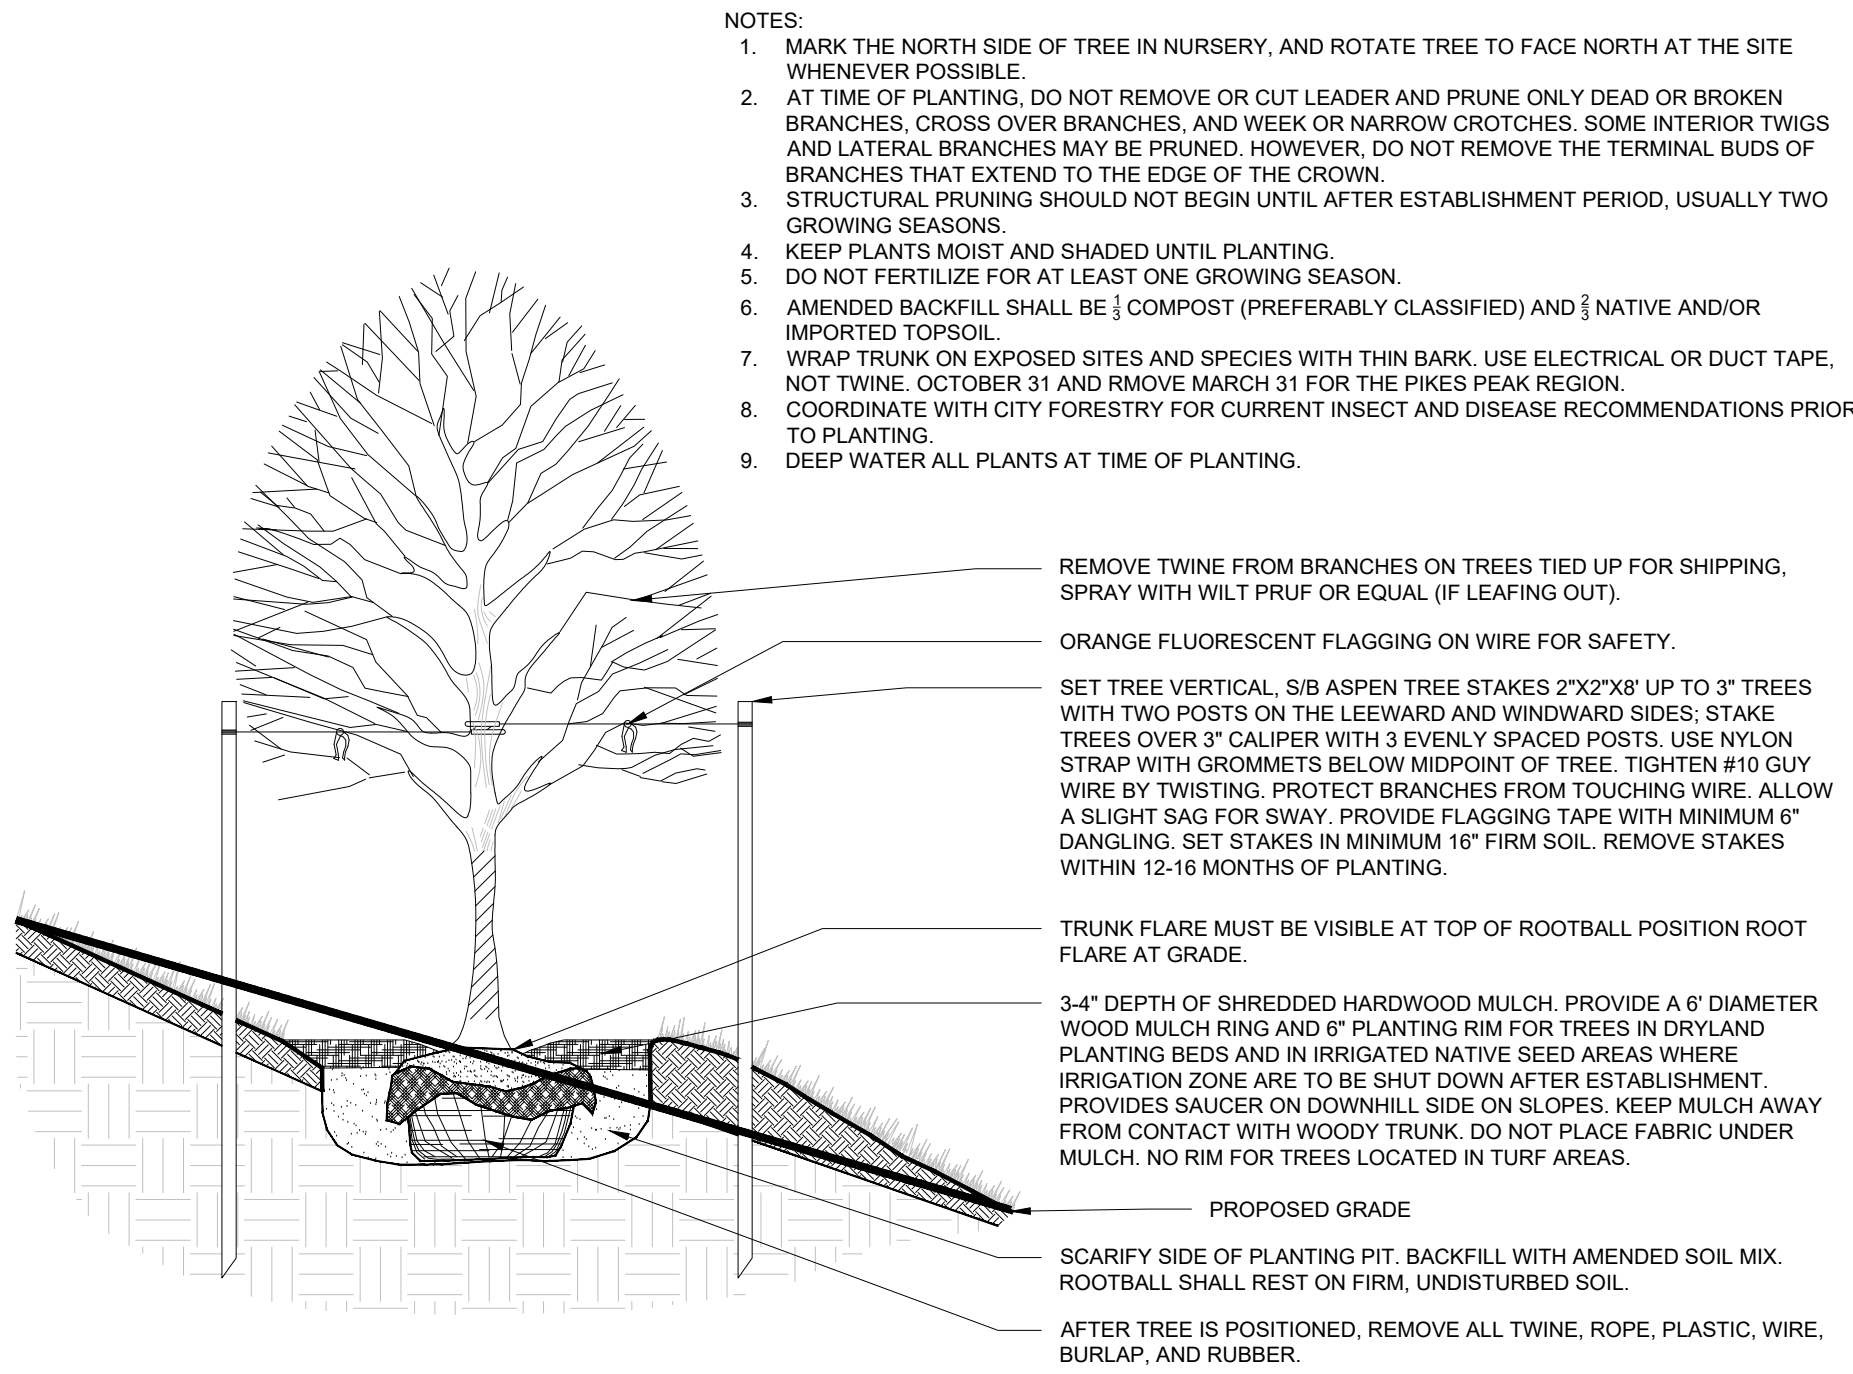 NOTES:
1. MARK THE NORTH SIDE OF TREE IN NURSERY, AND ROTATE TREE TO FACE NORTH AT THE SITE
WHENEVER POSSIBLE.
2. AT TIME OF PLANTING, DO NOT REMOVE OR CUT LEADER AND PRUNE ONLY DEAD OR BROKEN
BRANCHES, CROSS OVER BRANCHES, AND WEEK OR NARROW CROTCHES. SOME INTERIOR TWIGS
AND LATERAL BRANCHES MAY BE PRUNED. HOWEVER, DO NOT REMOVE THE TERMINAL BUDS OF
BRANCHES THAT EXTEND TO THE EDGE OF THE CROWN.
3. STRUCTURAL PRUNING SHOULD NOT BEGIN UNTIL AFTER ESTABLISHMENT PERIOD, USUALLY TWO
GROWING SEASONS.
4. KEEP PLANTS MOIST AND SHADED UNTIL PLANTING.
5. DO NOT FERTILIZE FOR AT LEAST ONE GROWING SEASON.
6. AMENDED BACKFILL SHALL BE 1/3 COMPOST (PREFERABLY CLASSIFIED) AND 2/3 NATIVE AND/OR
IMPORTED TOPSOIL.
7. WRAP TRUNK ON EXPOSED SITES AND SPECIES WITH THIN BARK. USE ELECTRICAL OR DUCT TAPE,
NOT TWINE. OCTOBER 31 AND RMOVE MARCH 31 FOR THE PIKES PEAK REGION.
8. COORDINATE WITH CITY FORESTRY FOR CURRENT INSECT AND DISEASE RECOMMENDATIONS PRIOR
TO PLANTING.
9. DEEP WATER ALL PLANTS AT TIME OF PLANTING.
REMOVE TWINE FROM BRANCHES ON TREES TIED UP FOR SHIPPING,
SPRAY WITH WILT PRUF OR EQUAL (IF LEAFING OUT).
ORANGE FLUORESCENT FLAGGING ON WIRE FOR SAFETY.
SET TREE VERTICAL, S/B ASPEN TREE STAKES 2"X2"X8' UP TO 3" TREES
WITH TWO POSTS ON THE LEEWARD AND WINDWARD SIDES; STAKE
TREES OVER 3" CALIPER WITH 3 EVENLY SPACED POSTS. USE NYLON
STRAP WITH GROMMETS BELOW MIDPOINT OF TREE. TIGHTEN #10 GUY
WIRE BY TWISTING. PROTECT BRANCHES FROM TOUCHING WIRE. ALLOW
A SLIGHT SAG FOR SWAY. PROVIDE FLAGGING TAPE WITH MINIMUM 6"
DANGLING. SET STAKES IN MINIMUM 16" FIRM SOIL. REMOVE STAKES
WITHIN 12-16 MONTHS OF PLANTING.
TRUNK FLARE MUST BE VISIBLE AT TOP OF ROOTBALL POSITION ROOT
FLARE AT GRADE.
3-4" DEPTH OF SHREDDED HARDWOOD MULCH. PROVIDE A 6' DIAMETER
WOOD MULCH RING AND 6" PLANTING RIM FOR TREES IN DRYLAND
PLANTING BEDS AND IN IRRIGATED NATIVE SEED AREAS WHERE
IRRIGATION ZONE ARE TO BE SHUT DOWN AFTER ESTABLISHMENT.
PROVIDES SAUCER ON DOWNHILL SIDE ON SLOPES. KEEP MULCH AWAY
FROM CONTACT WITH WOODY TRUNK. DO NOT PLACE FABRIC UNDER
MULCH. NO RIM FOR TREES LOCATED IN TURF AREAS.
PROPOSED GRADE
SCARIFY SIDE OF PLANTING PIT. BACKFILL WITH AMENDED SOIL MIX.
ROOTBALL SHALL REST ON FIRM, UNDISTURBED SOIL.
AFTER TREE IS POSITIONED, REMOVE ALL TWINE, ROPE, PLASTIC, WIRE,
BURLAP, AND RUBBER.